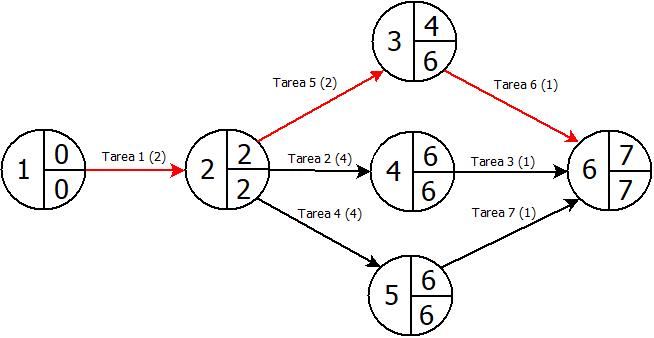 3 4
6
Tarea 5 (2)
Tarea 6 (1)
1 0
0
Tarea 1 (2)
2 2
2
Tarea 2 (4)
4 6
6
Tarea 3 (1)
6 7
7
Tarea 4 (4)
Tarea 7 (1)
5 6
6